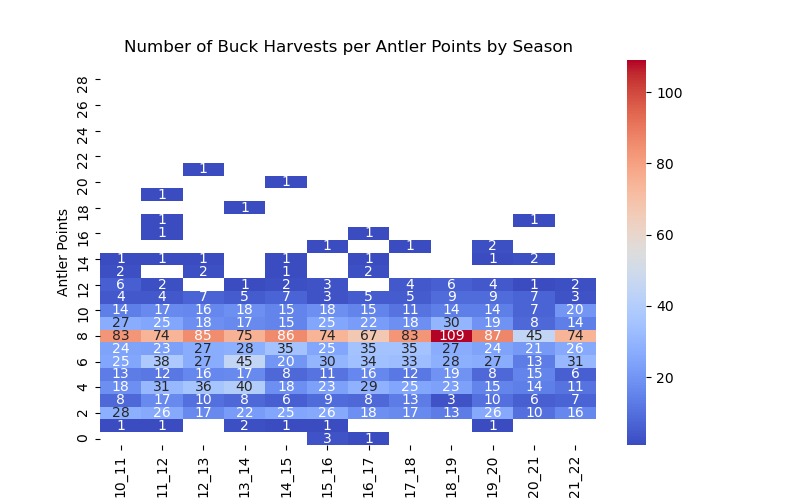 Number of Buck Harvests per Antler Points by Season
28
26
24
22
1
20 1
1
18 1
1 1
16 1 1
1 1 2
14 1 1 1 1 1 1 2
2 2 1 2
12 6 2 1 2 3 4 6 4 1 2
4 4 7 5 7 3 5 5 9 9 7 3
10 14 17 16 18 15 18 15 11 14 14 7 20
27 25 18 17 15 25 22 18 30 19 8 14
8 83 74 85 75 86 74 67 83 109 87 45 74
24 23 27 28 35 25 35 35 27 24 21 26
6 25 38 27 45 20 30 34 33 28 27 13 31
13 12 16 17 8 11 16 12 19 8 15 6
4 18 31 36 40 18 23 29 25 23 15 14 11
8 17 10 8 6 9 8 13 3 10 6 7
2 28 26 17 22 25 26 18 17 13 26 10 16
1 1 2 1 1 1
0 3 1
Antler Points
10_11 11_12 12_13 13_14 14_15 15_16 16_17 17_18 18_19 19_20 20_21 21_22
100
80
60
40
20